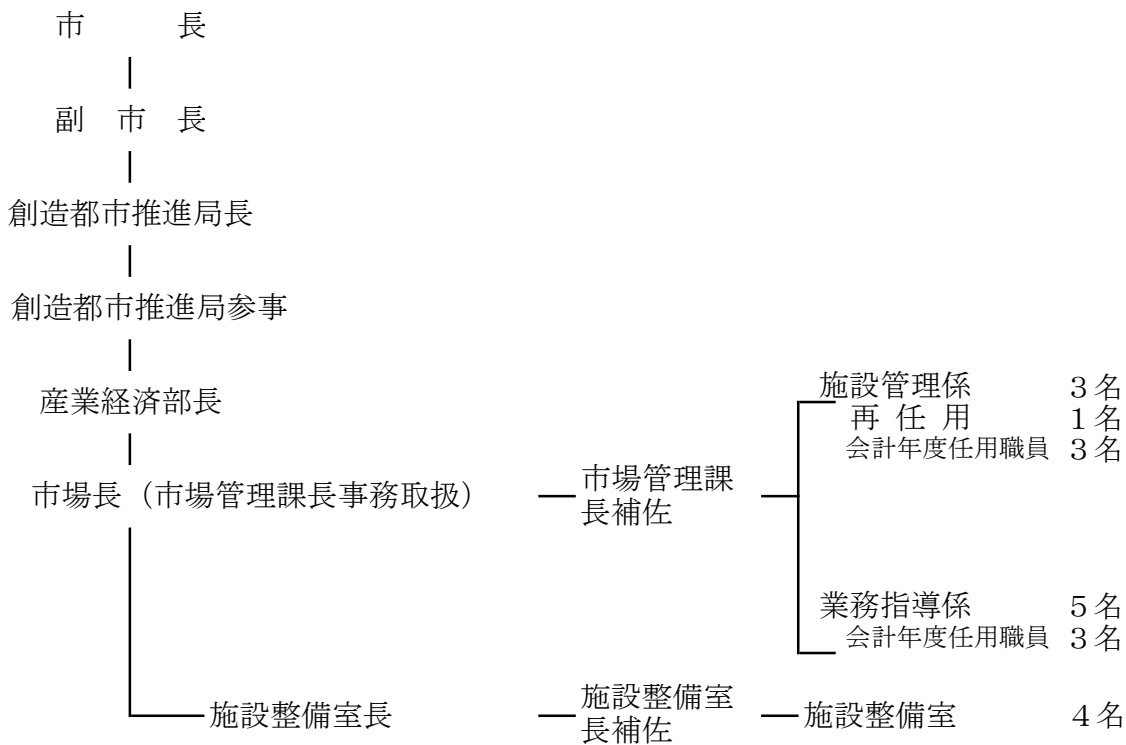 市　　　長
副　市　長
創造都市推進局長
創造都市推進局参事
産業経済部長
市場長（市場管理課長事務取扱）
市場管理課
長補佐
施設管理係　３名
再 任 用　１名
会計年度任用職員　３名
業務指導係　５名
会計年度任用職員　３名
施設整備室長
施設整備室
長補佐
施設整備室　４名